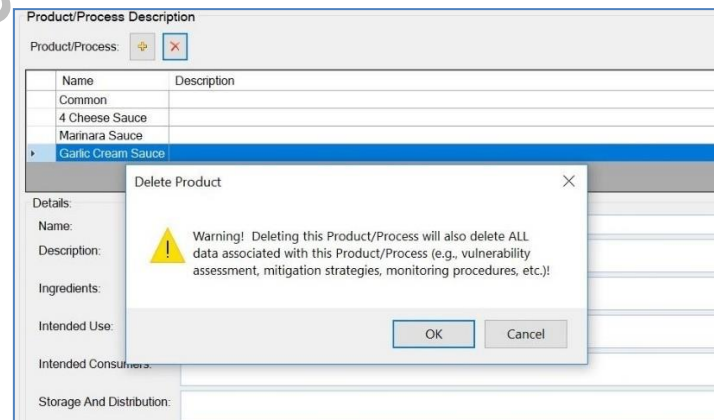 Product/Process Description
Product/Process:
Name Description
Common
4 Cheese Sauce
Marinara Sauce
Garlic Cream Sauce
Delete Product
Details:
Name:
Warning! Deleting this Product/Process will also delete ALL
Description:
data associated with this Product/Process (e.g., vulnerability
assessment, mitigation strategies, monitoring procedures, etc.)!
Ingredients:
Intended Use:
OK Cancel
Intended Consumers:
Storage And Distribution: